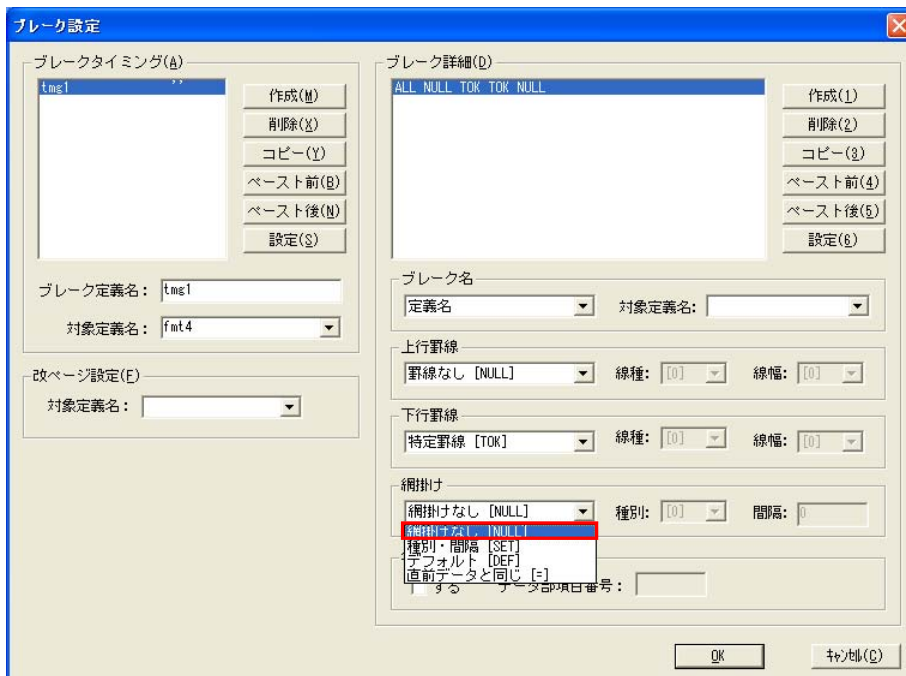 ブレーク設定
ブレークタイミング(A)
tmg1 ''
作成(M)
削除(X)
コピー(Y)
ペースト前(B)
ペースト後(N)
設定(S)
ブレーク定義名： tmg1
対象定義名： fmt4
改ページ設定(F)
対象定義名：
ブレーク詳細(D)
ALL NULL TOK TOK NULL
作成(1)
削除(2)
コピー(3)
ペースト前(4)
ペースト後(5)
設定(6)
ブレーク名
定義名 対象定義名：
上行罫線
罫線なし [NULL] 線種： [0] 線幅： [0]
下行罫線
特定罫線 [TOK] 線種： [0] 線幅： [0]
網掛け
網掛けなし [NULL] 種別： [0] 間隔： 0
網掛けなし [NULL]
種別・間隔 [SET]
デフォルト [DEF]
直前データと同じ [=]
する データ部項目番号：
OK キャンセル(C)